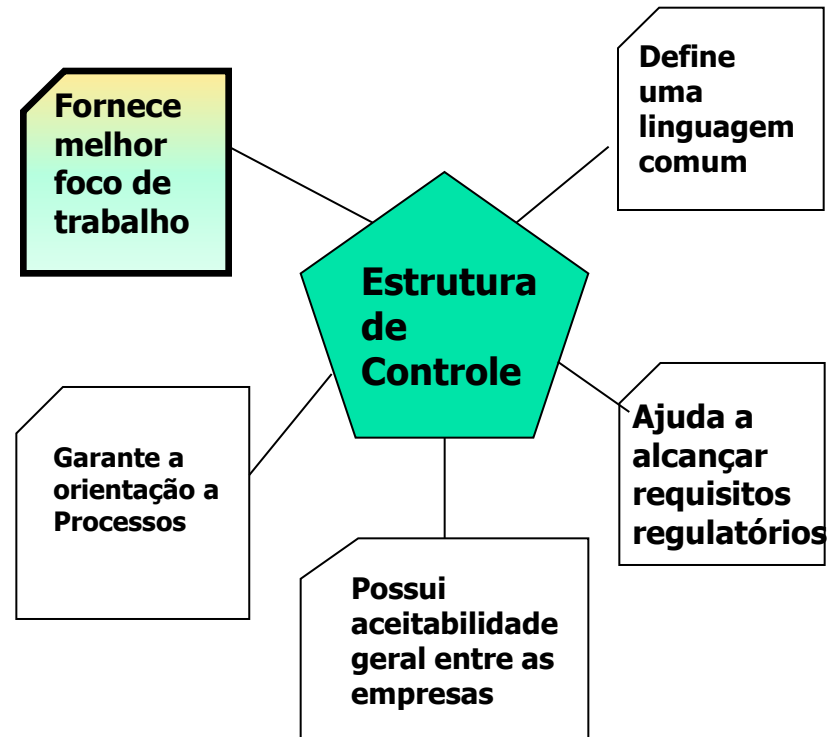 Fornece
melhor
foco de
trabalho
Define
uma
linguagem
comum
Estrutura
de
Controle
Garante a
orientação a
Processos
Ajuda a
alcançar
requisitos
regulatórios
Possui
aceitabilidade
geral entre as
empresas